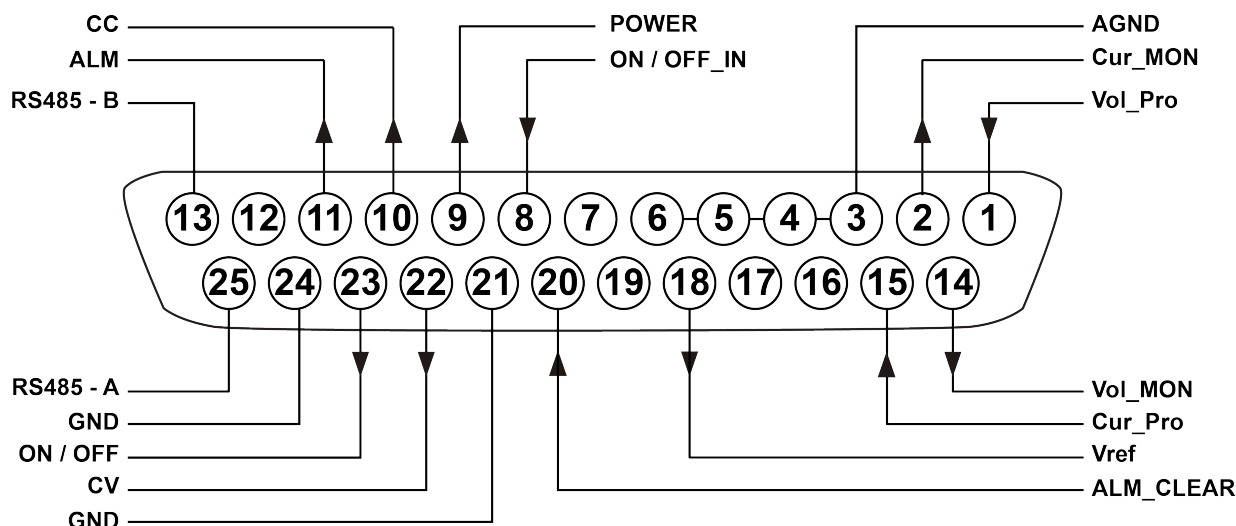 CC
POWER
AGND
ALM
ON / OFF_IN
Cur_MON
RS485 - B
Vol_Pro
13 12 11 10 9 8 7 6 5 4 3 2 1
25 24 23 22 21 20 19 18 17 16 15 14
RS485 - A
Vol_MON
GND
Cur_Pro
ON / OFF
Vref
CV
ALM_CLEAR
GND